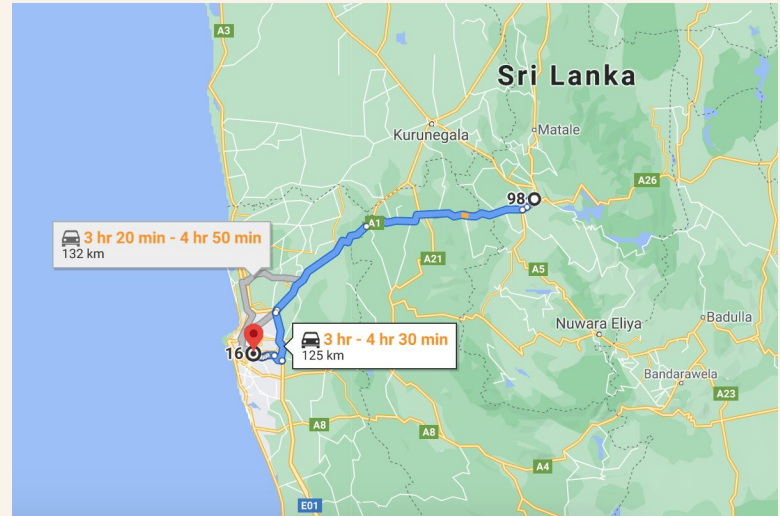 A3
Sri Lanka
Kurunegala
Matale
98
A26
A1
3 hr 20 min - 4 hr 50 min
132 km
A21
A5
Nuwara Eliya
Badulla
3 hr - 4 hr 30 min
125 km
16
Bandarawela
A23
A8
A8
A4
E01